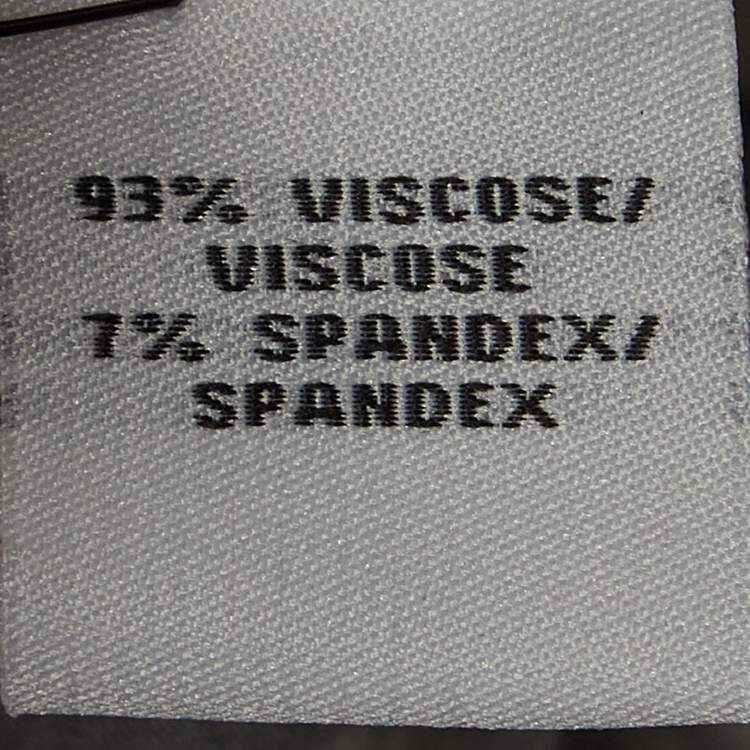 93% VISCOSE/
VISCOSE
7% SPANDEX/
SPANDEX